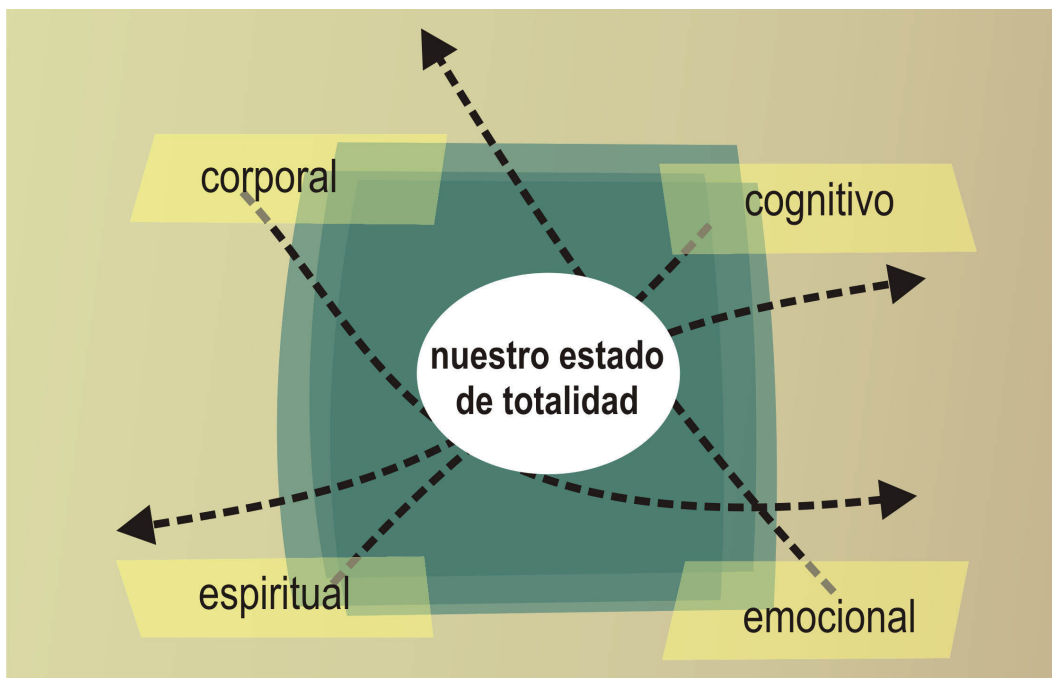 corporal
cognitivo
nuestro estado
de totalidad
espiritual
emocional